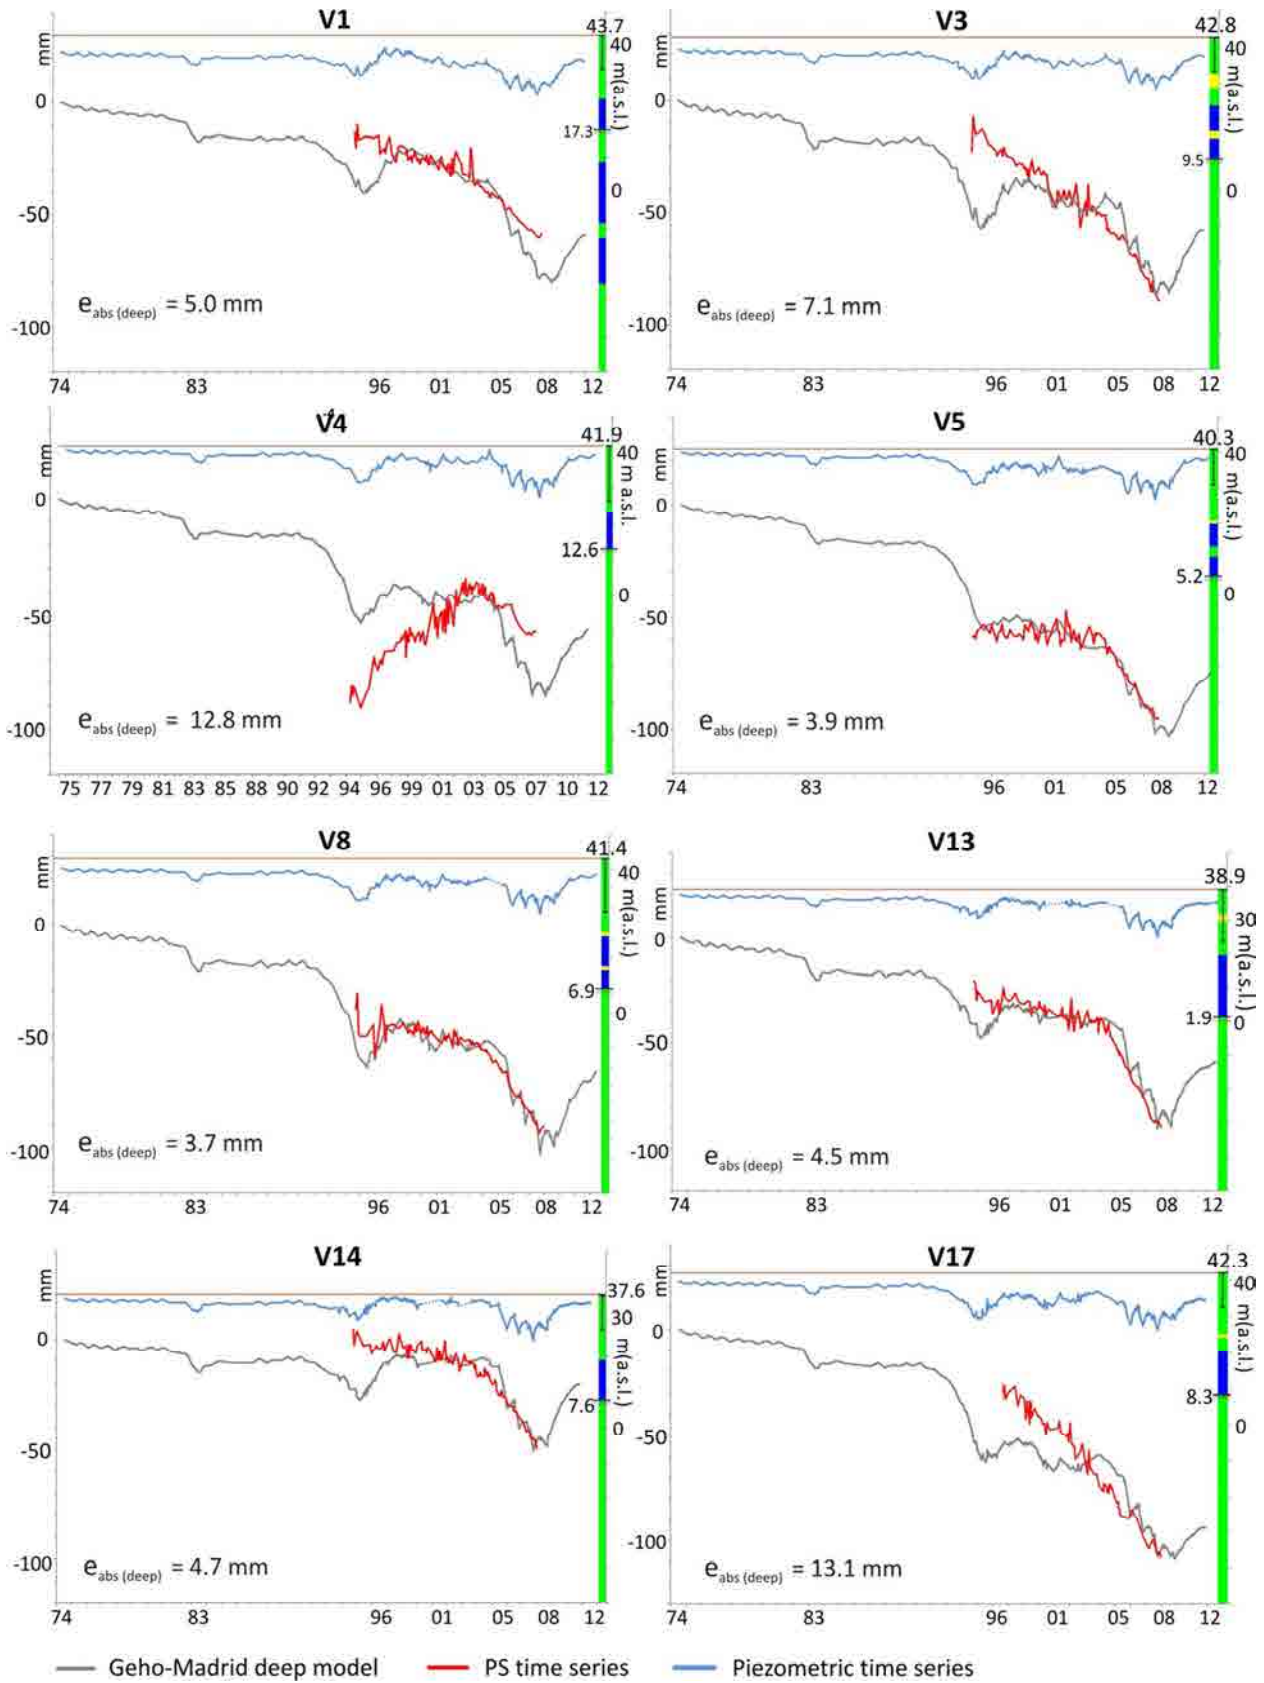 V1
43.7
mm
40
m(a.s.l.)
0
17.3
0
-50
-100
e abs (deep) = 5.0 mm
74 83 96 01 05 08 12
V3
42.8
mm
40
m(a.s.l.)
0
9.5
0
-50
-100
e abs (deep) = 7.1 mm
74 83 96 01 05 08 12
V4
41.9
mm
40
m(a.s.l.
0
12.6
0
-50
-100
e abs (deep) = 12.8 mm
75 77 79 81 83 85 88 90 92 94 96 99 01 03 05 07 10 12
V5
40.3
mm
40
m(a.s.l.)
0
5.2
0
-50
-100
e abs (deep) = 3.9 mm
74 83 96 01 05 08 12
V8
41.4
mm
40
m(a.s.l.)
0
6.9
0
-50
-100
e abs (deep) = 3.7 mm
74 83 96 01 05 08 12
V13
38.9
mm
30
m(a.s.l.)
0
1.9
0
-50
-100
e abs (deep) = 4.5 mm
74 83 96 01 05 08 12
V14
37.6
mm
30
m(a.s.l.)
0
7.6
0
-50
-100
e abs (deep) = 4.7 mm
74 83 96 01 05 08 12
V17
42.3
mm
40
m(a.s.l.)
0
8.3
0
-50
-100
e abs (deep) = 13.1 mm
74 83 96 01 05 08 12
Geho-Madrid deep model PS time series Piezometric time series